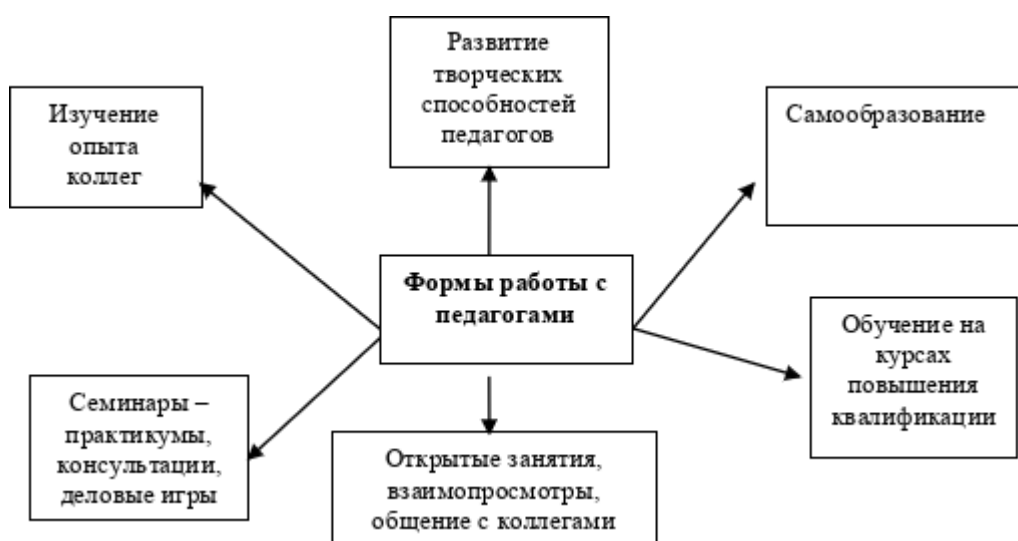 Развитие
творческих
способностей
педагогов
Изучение
опыта
коллег
Самообразование
Формы работы с
педагогами
Обучение на
курсах
повышения
квалификации
Семинары –
практикумы,
консультации,
деловые игры
Открытые занятия,
взаимопросмотры,
общение с коллегами